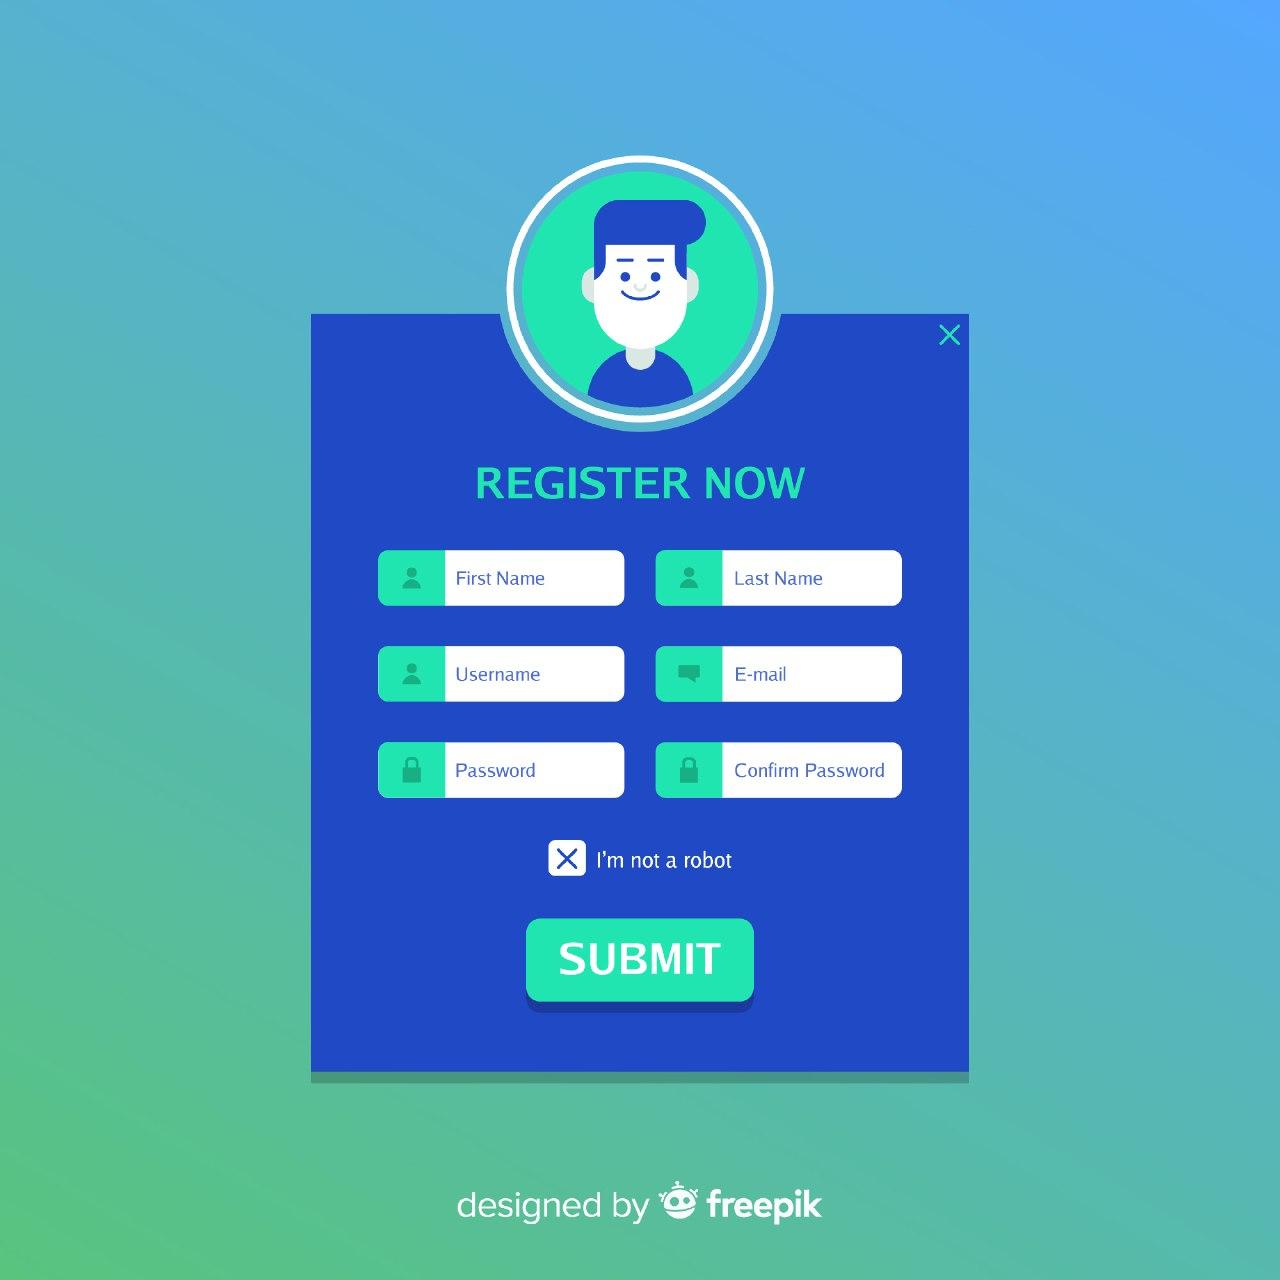 REGISTER NOW
First Name
Last Name
Username
E-mail
Password
Confirm Password
I'm not a robot
SUBMIT
designed by freepik